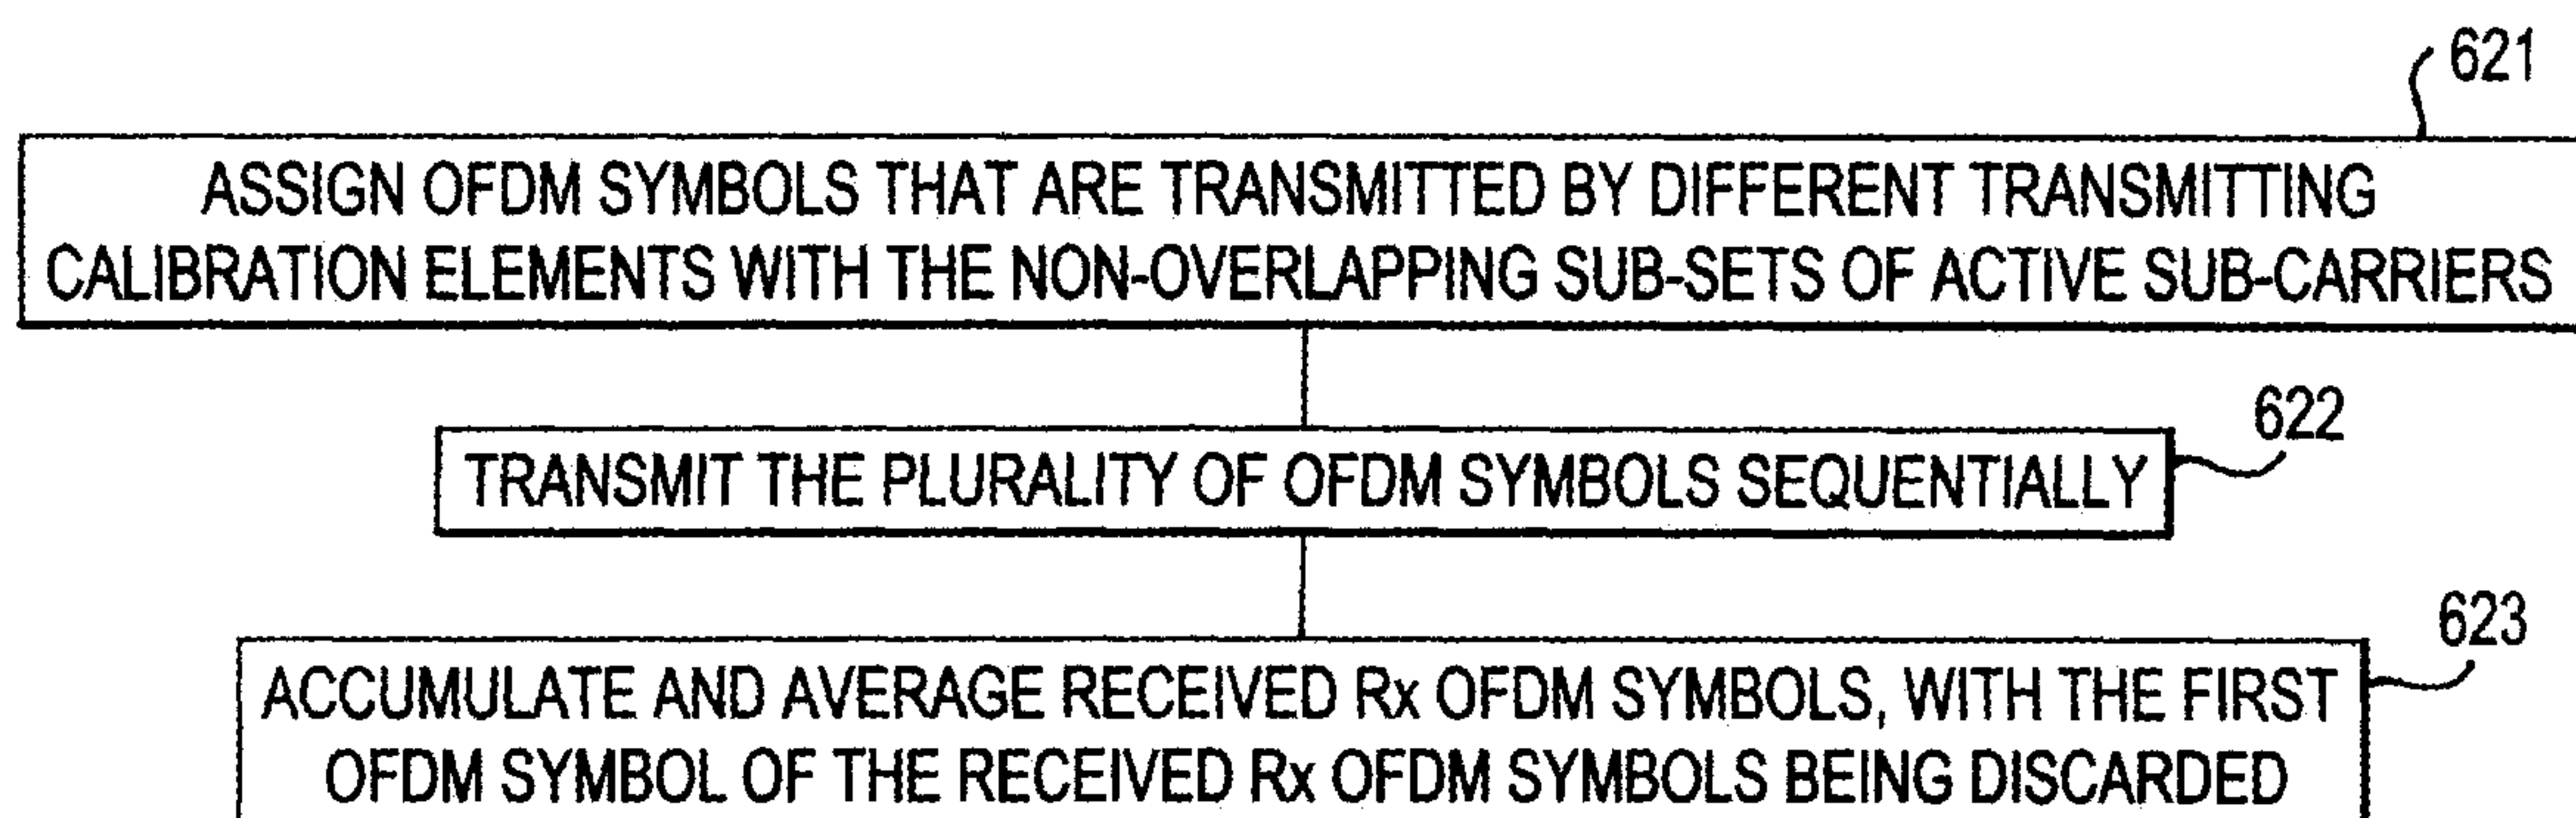 621
ASSIGN OFDM SYMBOLS THAT ARE TRANSMITTED BY DIFFERENT TRANSMITTING
CALIBRATION ELEMENTS WITH THE NON-OVERLAPPING SUB-SETS OF ACTIVE SUB-CARRIERS
622
TRANSMIT THE PLURALITY OF OFDM SYMBOLS SEQUENTIALLY
623
ACCUMULATE AND AVERAGE RECEIVED Rx OFDM SYMBOLS, WITH THE FIRST
OFDM SYMBOL OF THE RECEIVED Rx OFDM SYMBOLS BEING DISCARDED